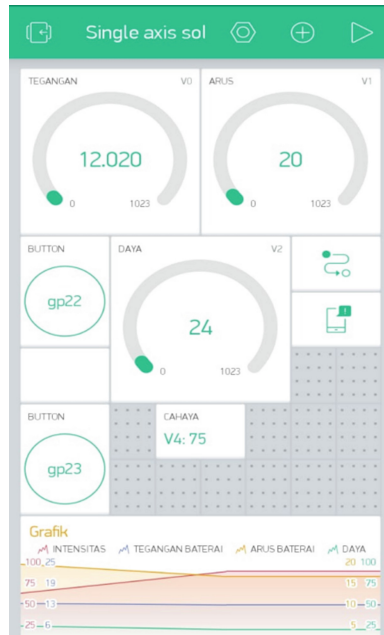 Single axis sol
TEGANGAN V0 ARUS V1
12.020 20
0 1023 0 1023
BUTTON DAYA V2
gp22
24
0 1023
BUTTON CAHAYA
V4: 75
gp23
Grafik
INTENSITAS TEGANGAN BATERAI ARUS BATERAI DAYA
100 25 20 100
75 19 15 75
50 13 10 50
25 6 5 25